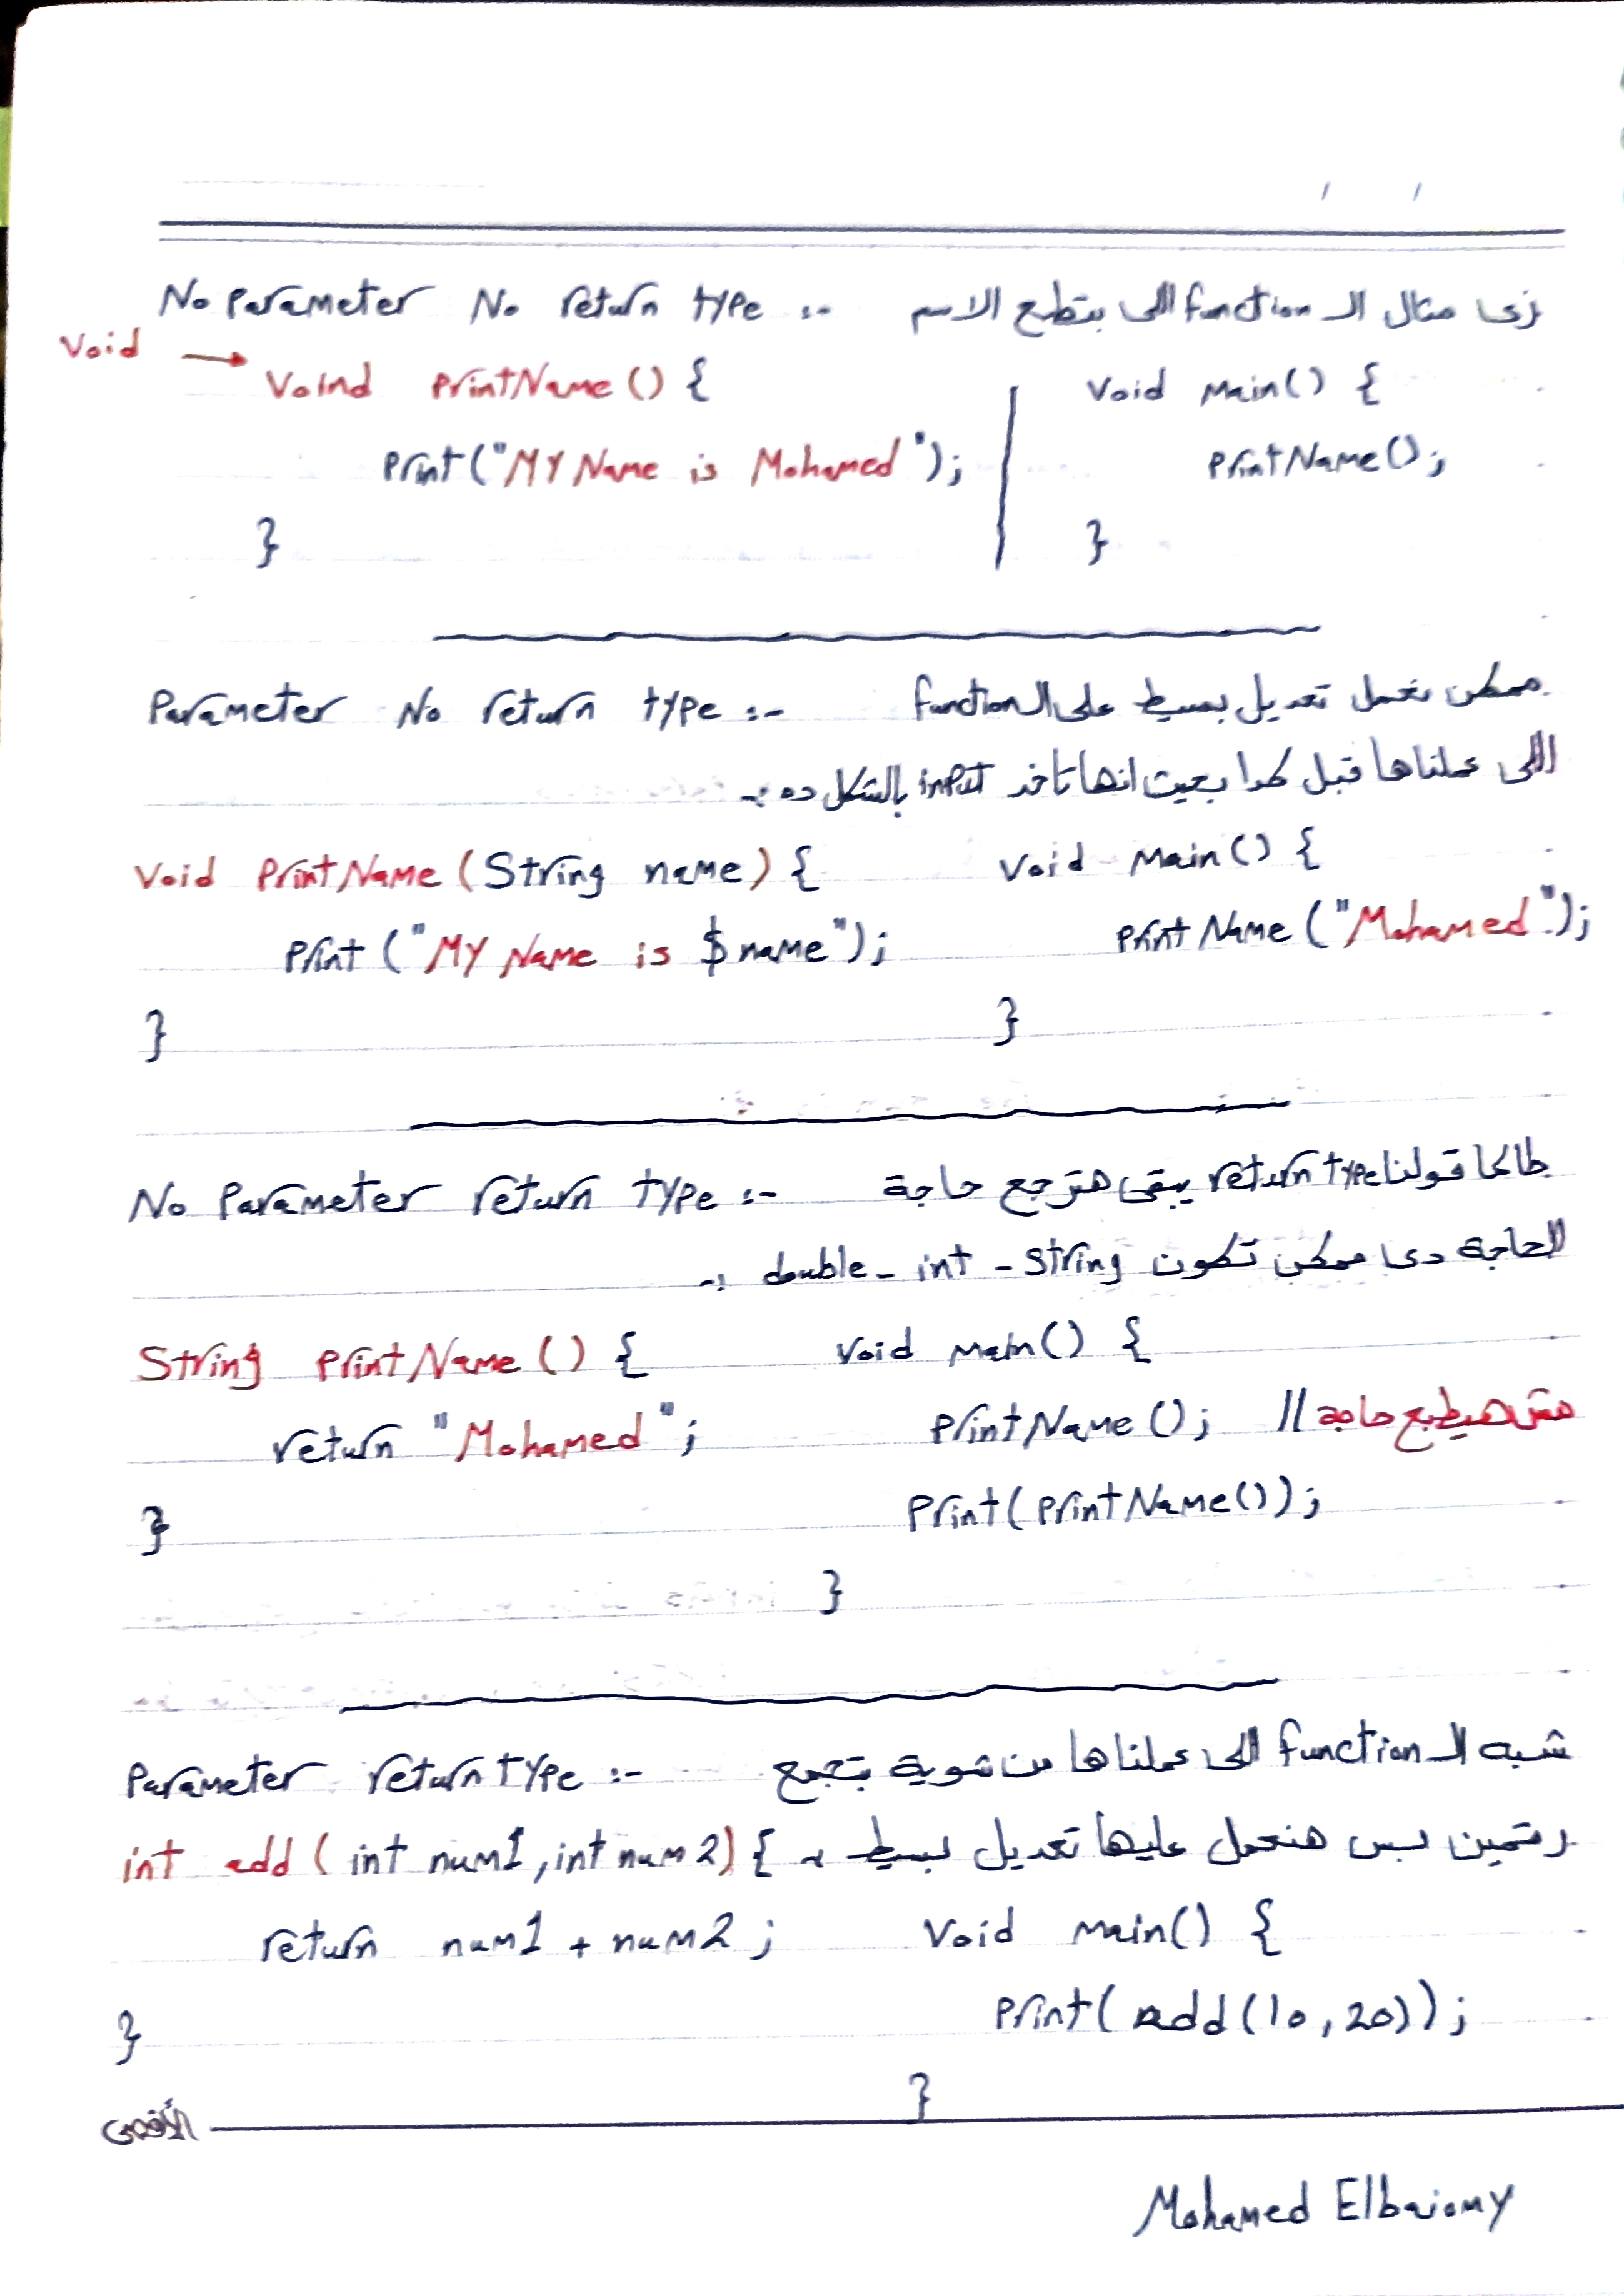 No Parameter No return type :- زى مثال الـ function اللى بتطبع الاسم
Void →
Voind printName () { void main() {
Print ("My Name is Mohamed"); printName();
} }
Parameter No return type :- ممكن نعمل تعديل بسيط على الـ function
اللى عملناها قبل كدا بحيث انها تاخد input بالشكل ده :-
Void PrintName (String name) { void main() {
Print ("My Name is $name"); printName ("Mohamed");
} }
No Parameter return type :- طالما قولنا return type يبقى هترجع حاجة
الحاجة دى ممكن تكون double - int - String :-
String printName () { void main() {
return "Mohamed"; printName (); // مش هيطبع حاجة
} Print( printName());
}
Parameter return type :- شبه الـ function اللى عملناها من شوية بتجمع
رقمين بس هنعمل عليها تعديل بسيط :-
int add ( int num1, int num2) {
return num1 + num2 ; Void main() {
} Print( add (10, 20));
}
الأقصى
Mohamed Elbaiomy